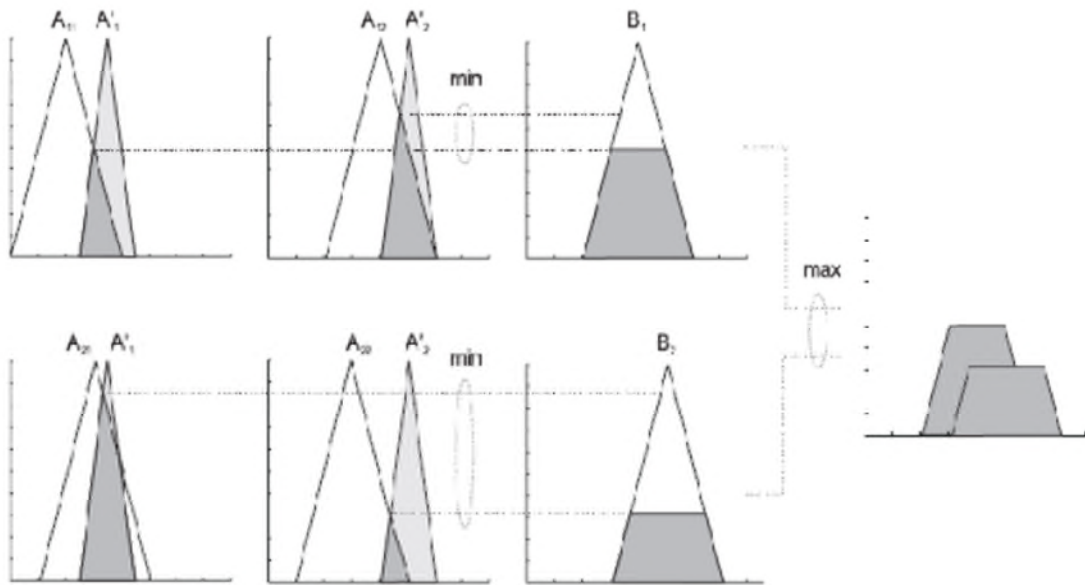 A₁₁ A'₁ A₁₂ A'₂ B₁
min
max
A₂₁ A'₁ A₂₂ A'₂ min B₂